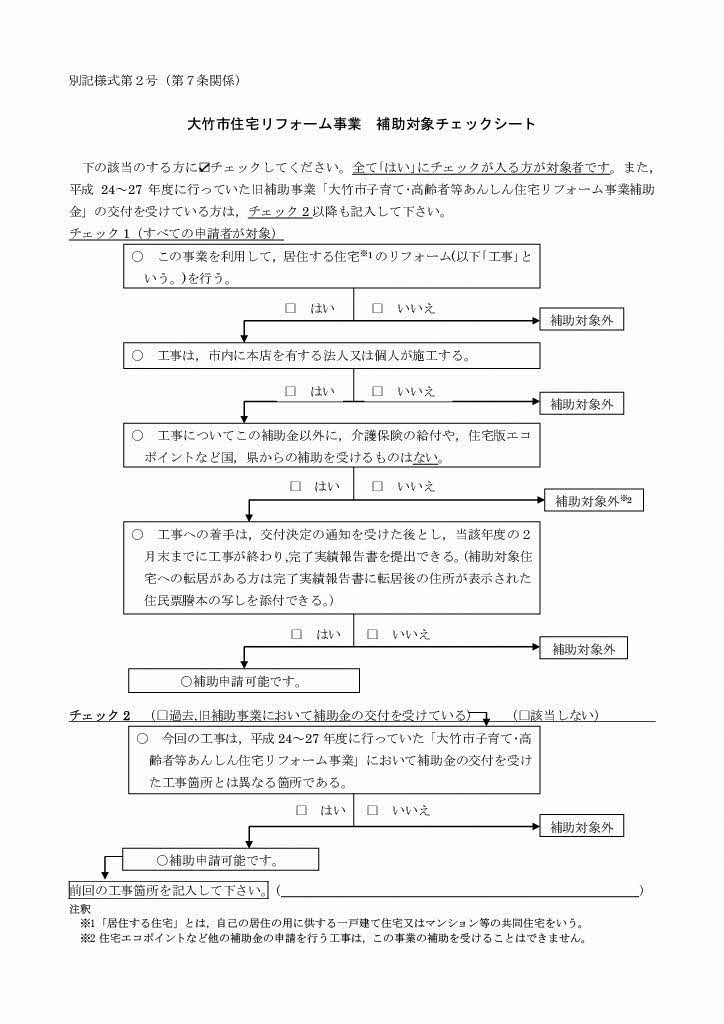 別記様式第２号（第７条関係）
大竹市住宅リフォーム事業　補助対象チェックシート
下の該当のする方に☑チェックしてください。全て「はい」にチェックが入る方が対象者です。また，
平成 24～27 年度に行っていた旧補助事業「大竹市子育て・高齢者等あんしん住宅リフォーム事業補助
金」の交付を受けている方は，チェック２以降も記入して下さい。
チェック１（すべての申請者が対象）
○　この事業を利用して，居住する住宅※1のリフォーム(以下「工事」と
いう。)を行う。
□　はい　□　いいえ
補助対象外
○　工事は，市内に本店を有する法人又は個人が施工する。
□　はい　□　いいえ
補助対象外
○　工事についてこの補助金以外に，介護保険の給付や，住宅版エコ
ポイントなど国，県からの補助を受けるものはない。
□　はい　□　いいえ
補助対象外※2
○　工事への着手は，交付決定の通知を受けた後とし，当該年度の２
月末までに工事が終わり,完了実績報告書を提出できる。（補助対象住
宅への転居がある方は完了実績報告書に転居後の住所が表示された
住民票謄本の写しを添付できる。）
□　はい　□　いいえ
補助対象外
○補助申請可能です。
チェック２　（□過去,旧補助事業において補助金の交付を受けている）　（□該当しない）
○　今回の工事は，平成 24～27 年度に行っていた「大竹市子育て・高
齢者等あんしん住宅リフォーム事業」において補助金の交付を受け
た工事箇所とは異なる箇所である。
□　はい　□　いいえ
補助対象外
○補助申請可能です。
前回の工事箇所を記入して下さい。（　）
注釈
※1「居住する住宅」とは，自己の居住の用に供する一戸建て住宅又はマンション等の共同住宅をいう。
※2 住宅エコポイントなど他の補助金の申請を行う工事は，この事業の補助を受けることはできません。